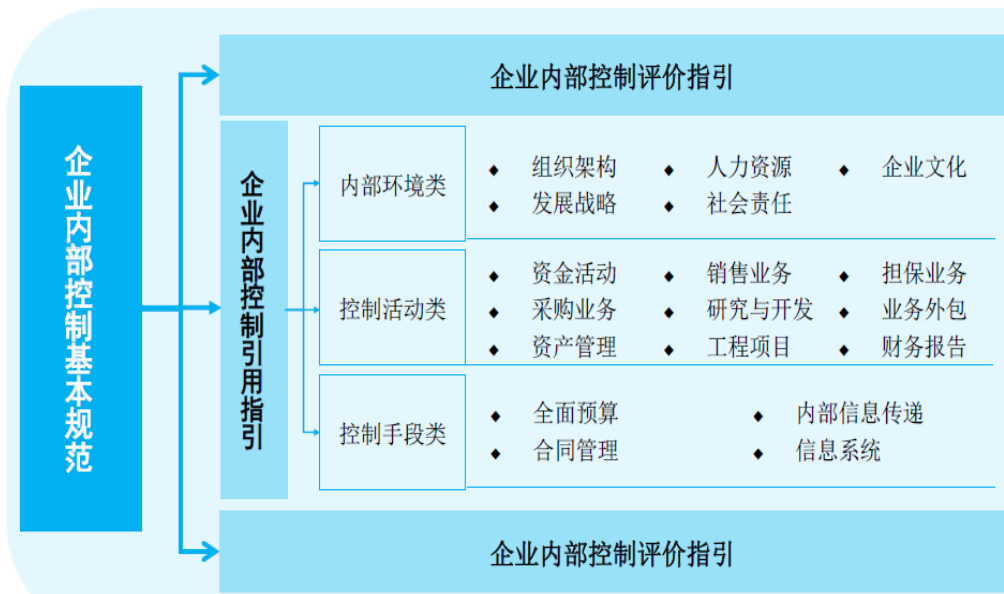 企业内部控制基本规范
企业内部控制评价指引
企业内部控制引用指引
内部环境类
◆ 组织架构 ◆ 人力资源 ◆ 企业文化
◆ 发展战略 ◆ 社会责任
控制活动类
◆ 资金活动 ◆ 销售业务 ◆ 担保业务
◆ 采购业务 ◆ 研究与开发 ◆ 业务外包
◆ 资产管理 ◆ 工程项目 ◆ 财务报告
控制手段类
◆ 全面预算 ◆ 内部信息传递
◆ 合同管理 ◆ 信息系统
企业内部控制评价指引